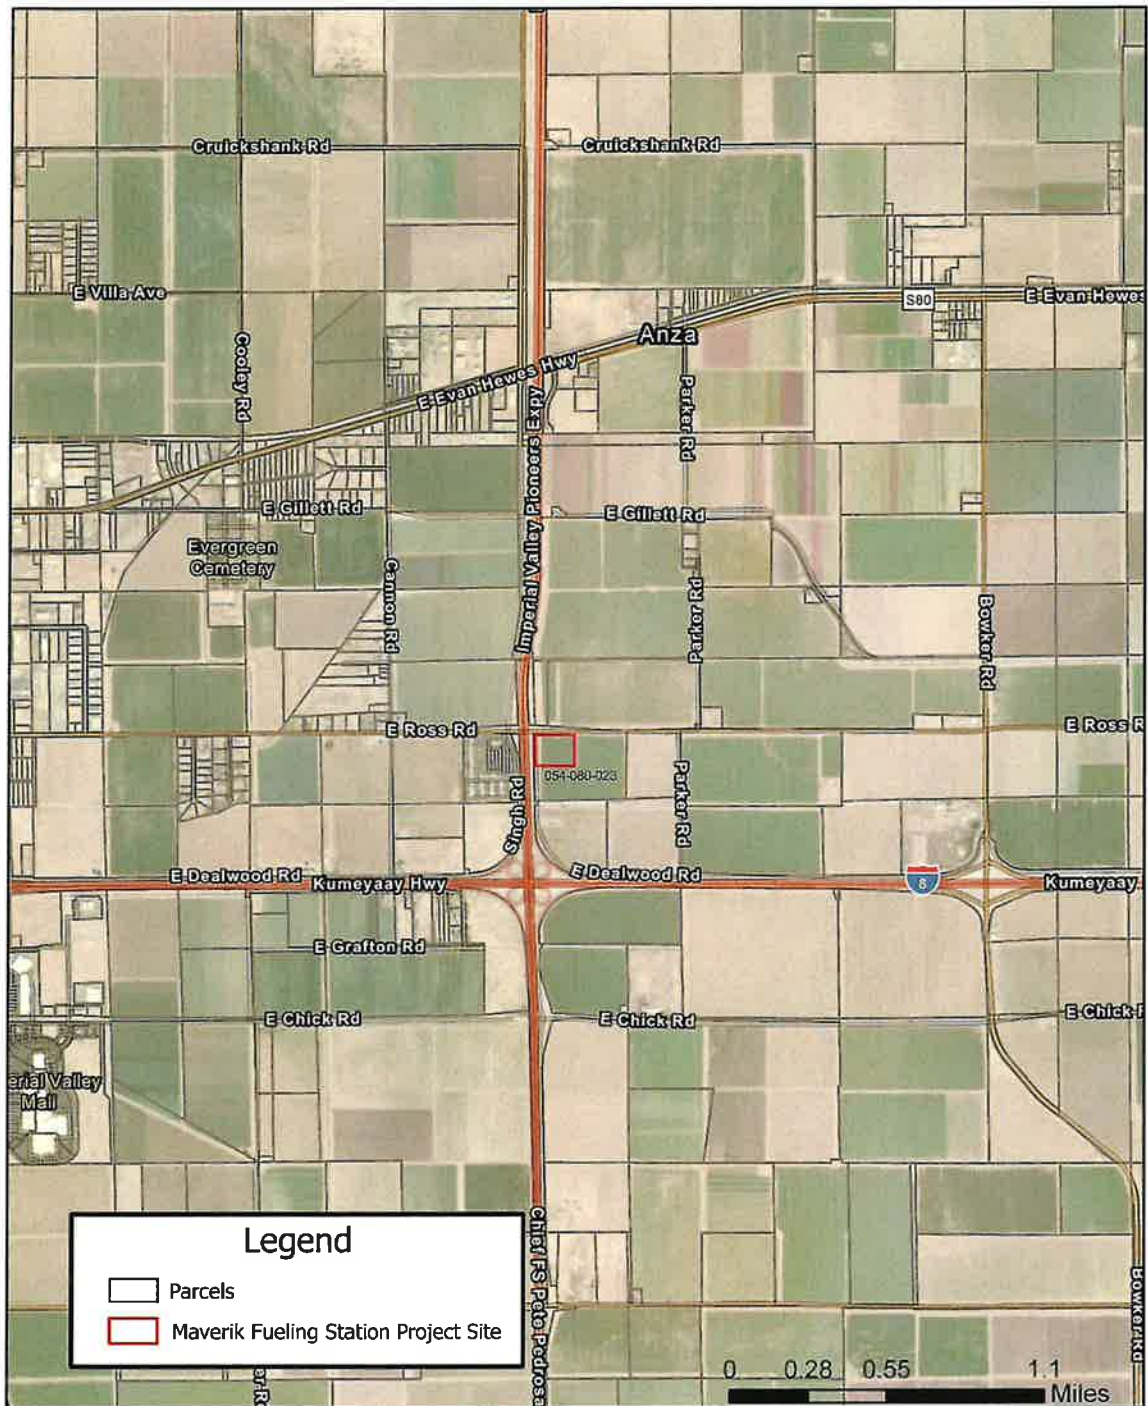 Cruickshank Rd
Cruickshank Rd
E Villa Ave
S80
E Evan Hewes
Anza
Cooley Rd
E Evan Hewes Hwy
Parker Rd
Imperial Valley Pioneers Expy
E Gillett Rd
E Gillett Rd
Evergreen
Cemetery
Cannon Rd
Parker Rd
Bowker Rd
E Ross Rd
E Ross R
054-080-023
Singh Rd
Parker Rd
E Dealwood Rd
E Dealwood Rd
Kumeyaay Hwy
8
Kumeyaay
E Grafton Rd
E Chick Rd
E Chick Rd
E Chick R
erial Valley
Mall
Chief FS Pete Pedrosa
Bowker Rd
er R
Legend
Parcels
Maverik Fueling Station Project Site
0 0.28 0.55 1.1
Miles